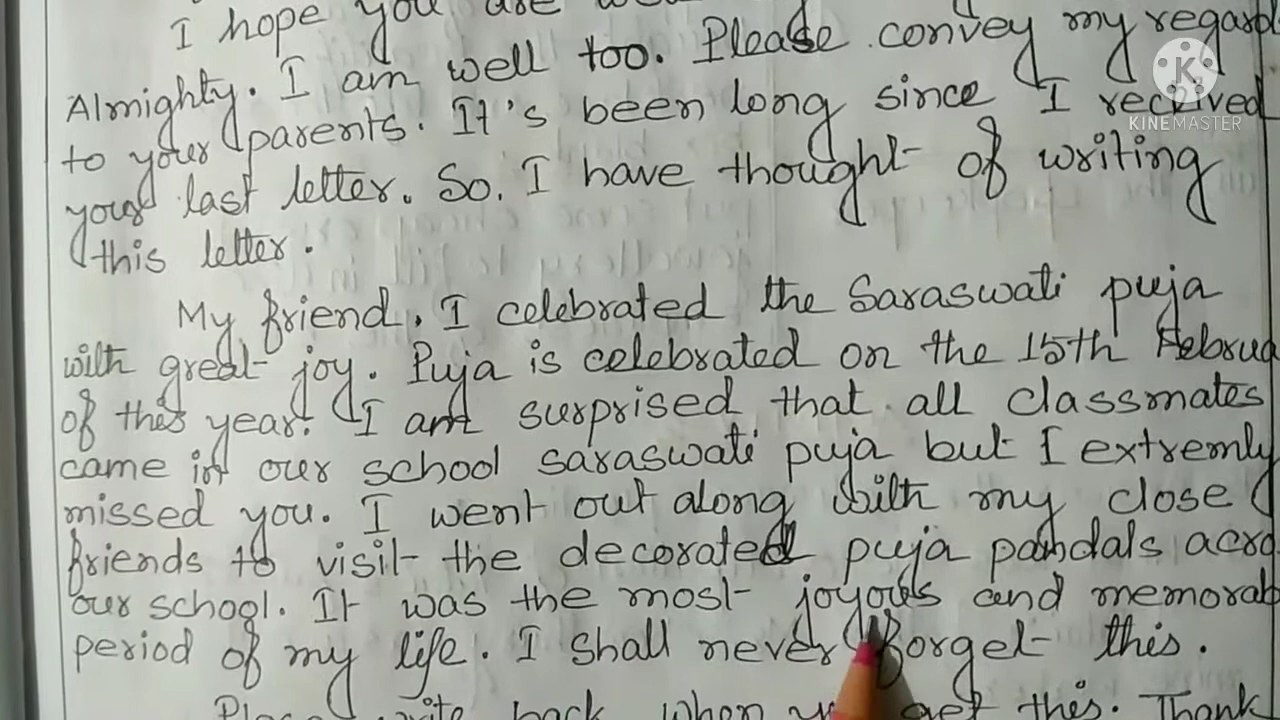 I hope you are
Almighty. I am well too. Please convey my regard
to your parents. It's been long since I received
your last letter. So. I have thought of writing
this letter.
My friend, I celebrated the Saraswati puja
with great joy. Puja is celebrated on the 15th Februa
of this year. I am surprised that all classmates
came in our school saraswati puja but I extremly
missed you. I went out along with my close
friends to visit the decorated puja pandals acro
our school. It was the most joyous and memorab
period of my life. I shall never forget this.
back when get this. Thank
K
KINEMASTER